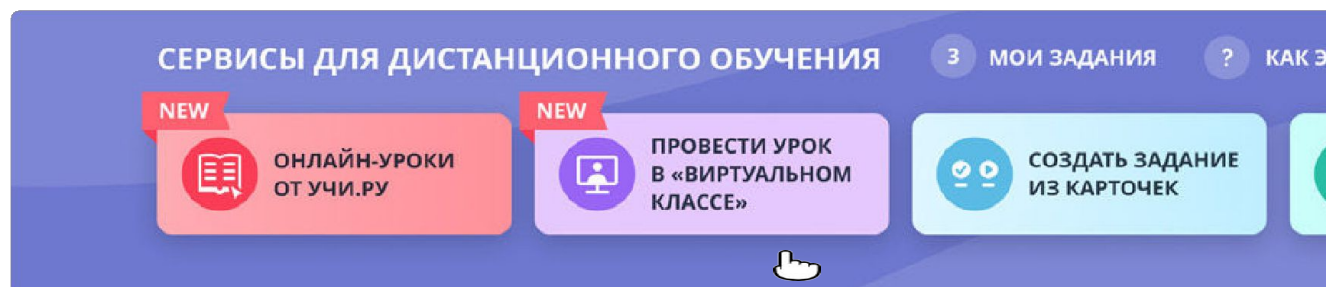 СЕРВИСЫ ДЛЯ ДИСТАНЦИОННОГО ОБУЧЕНИЯ
3 МОИ ЗАДАНИЯ
? КАК
NEW
ОНЛАЙН-УРОКИ
ОТ УЧИ.РУ
NEW
ПРОВЕСТИ УРОК
В «ВИРТУАЛЬНОМ
КЛАССЕ»
СОЗДАТЬ ЗАДАНИЕ
ИЗ КАРТОЧЕК